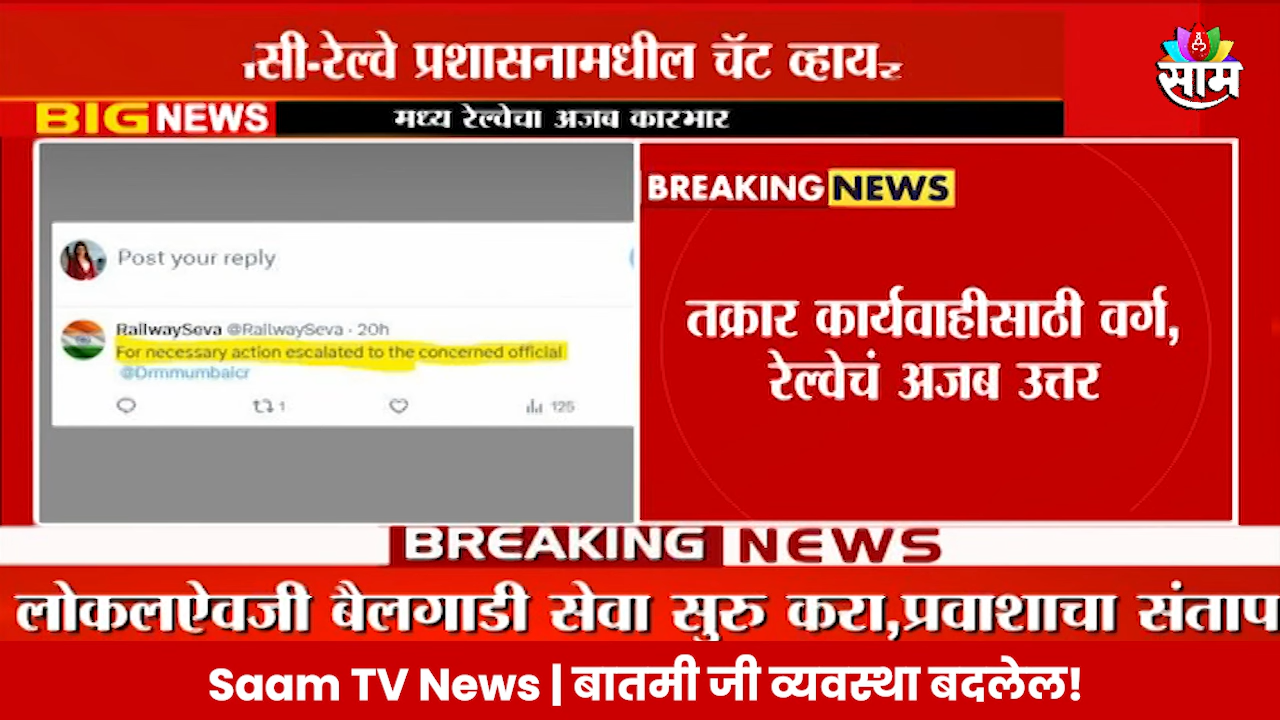 रेल्वे प्रशासनामधील चॅट
साम
BIG NEWS मध्य रेल्वेचा अजब कारभार
BREAKING NEWS
Post your reply
RailwaySeva @RailwaySeva · 20h
For necessary action escalated to the concerned official
@Drmmumbaicr
1 125
तक्रार कार्यवाहीसाठी वर्ग,
रेल्वेचं अजब उत्तर
BREAKING NEWS
लोकलऐवजी बैलगाडी सेवा सुरु करा,प्रवाशाचा संताप
Saam TV News | बातमी जी व्यवस्था बदलेल!